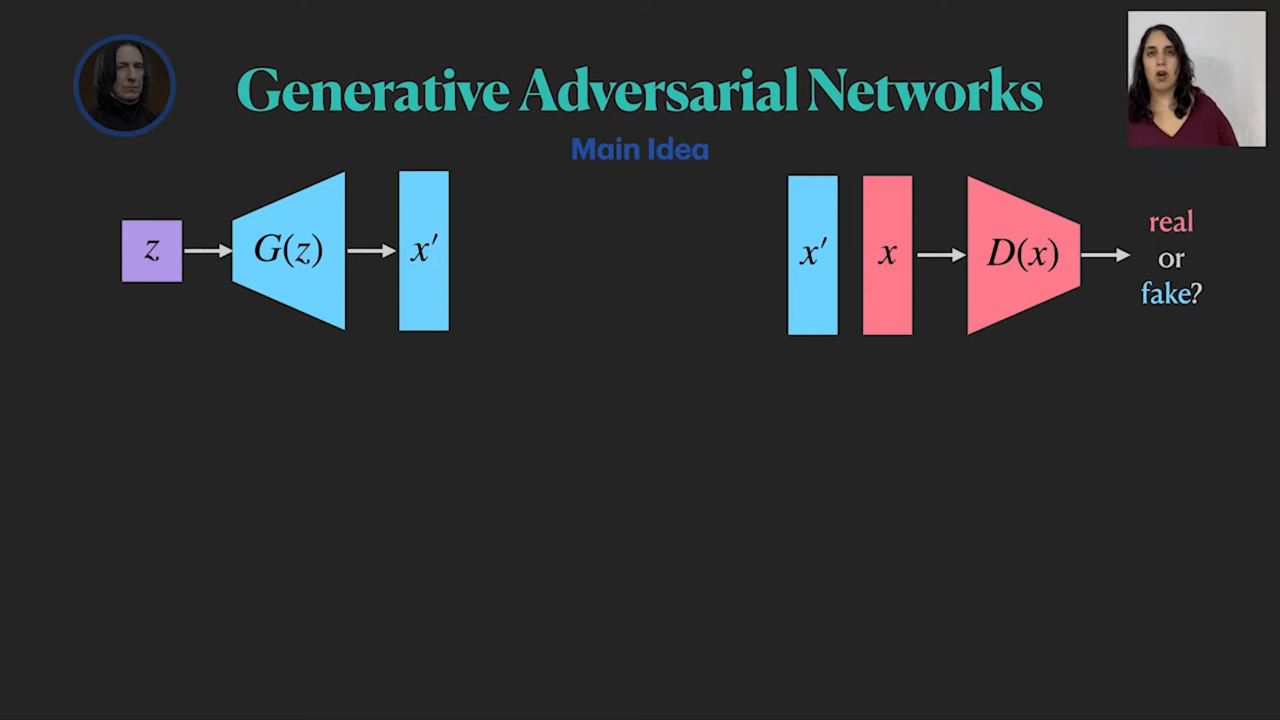 Generative Adversarial Networks
Main Idea
z
G(z)
x′
x′
x
D(x)
real
or
fake?